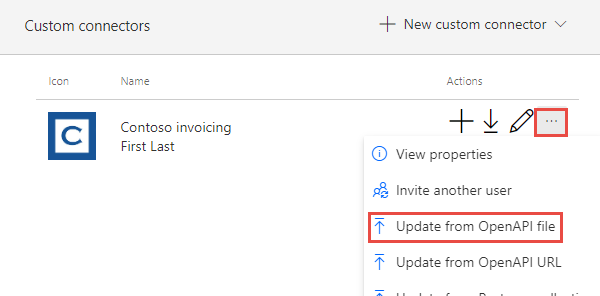 Custom connectors
New custom connector
Icon Name Actions
C
Contoso invoicing
First Last
...
View properties
Invite another user
Update from OpenAPI file
Update from OpenAPI URL